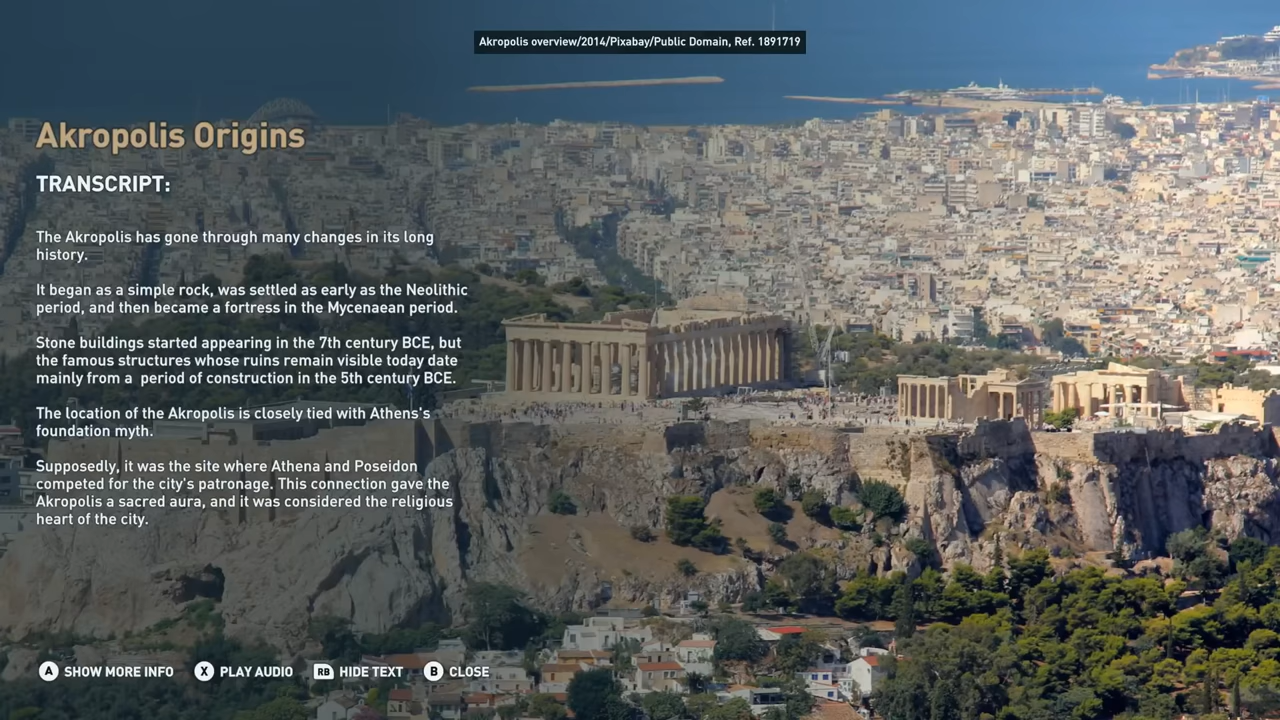 Akropolis overview/2014/Pixabay/Public Domain, Ref. 1891719
Akropolis Origins
TRANSCRIPT:
The Akropolis has gone through many changes in its long
history.
It began as a simple rock, was settled as early as the Neolithic
period, and then became a fortress in the Mycenaean period.
Stone buildings started appearing in the 7th century BCE, but
the famous structures whose ruins remain visible today date
mainly from a  period of construction in the 5th century BCE.
The location of the Akropolis is closely tied with Athens's
foundation myth.
Supposedly, it was the site where Athena and Poseidon
competed for the city's patronage. This connection gave the
Akropolis a sacred aura, and it was considered the religious
heart of the city.
A SHOW MORE INFO X PLAY AUDIO RB HIDE TEXT B CLOSE